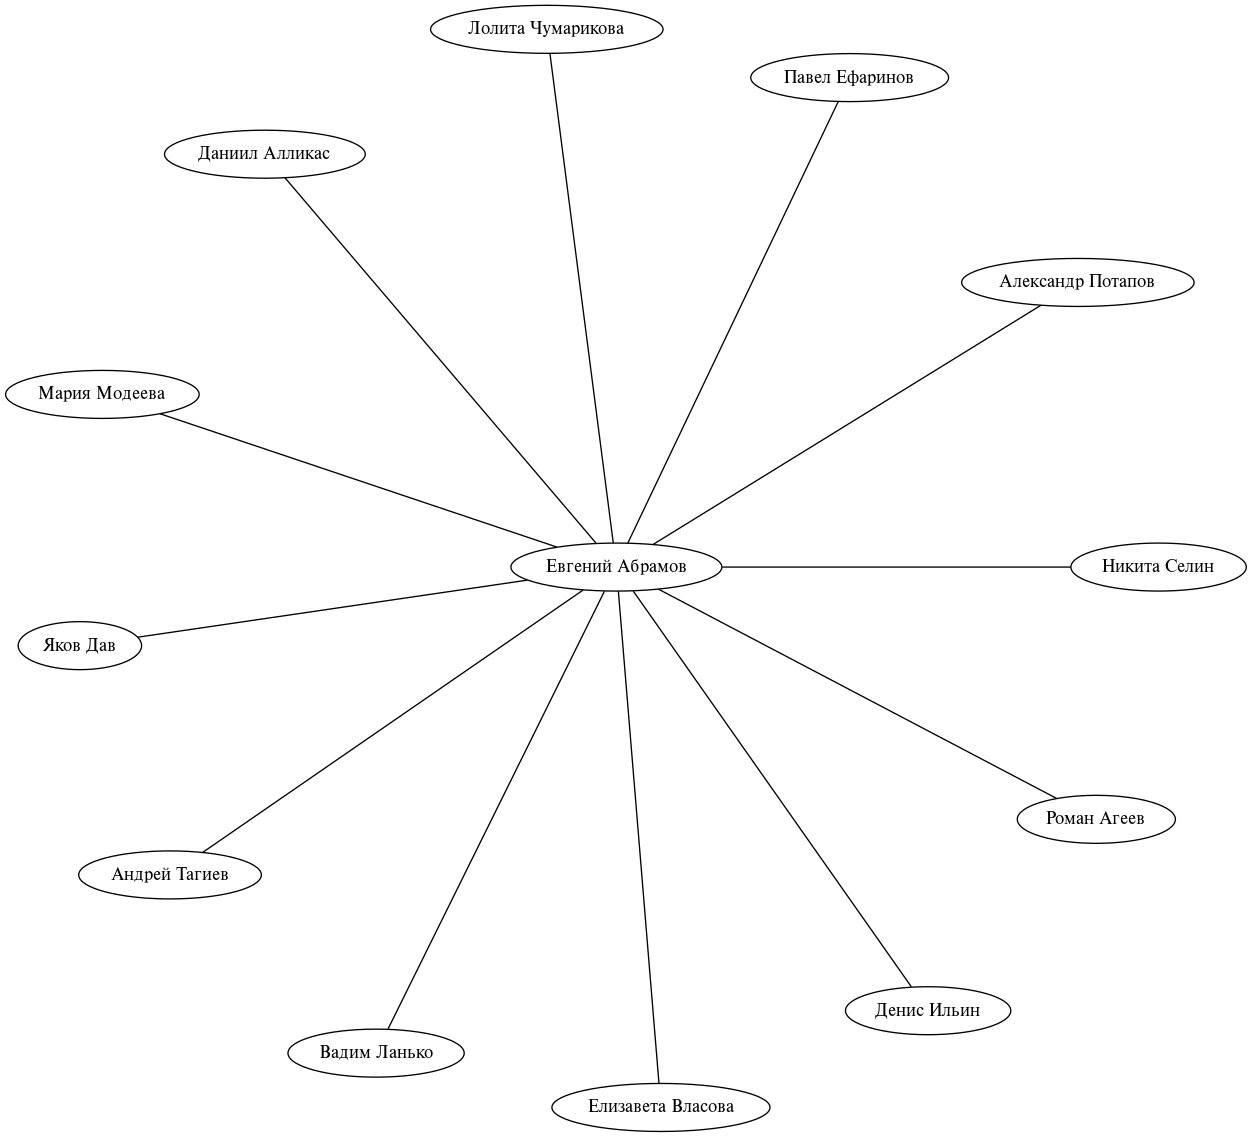 Лолита Чумарикова
Павел Ефаринов
Даниил Алликас
Александр Потапов
Мария Модеева
Евгений Абрамов
Никита Селин
Яков Дав
Роман Агеев
Андрей Тагиев
Денис Ильин
Вадим Ланько
Елизавета Власова